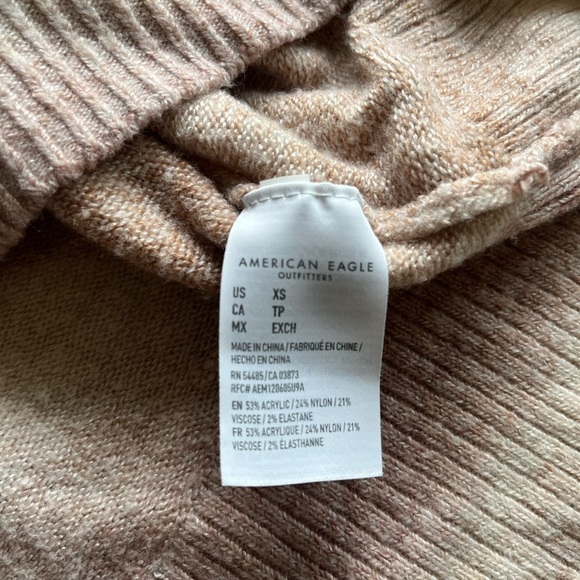 AMERICAN EAGLE
OUTFITTERS
US XS
CA TP
MX EXCH
MADE IN CHINA / FABRIQUÉ EN CHINE /
HECHO EN CHINA
RN 54485 / CA 03873
RFC# AEM120605U9A
EN 53% ACRYLIC / 24% NYLON / 21%
VISCOSE / 2% ELASTANE
FR 53% ACRYLIQUE / 24% NYLON / 21%
VISCOSE / 2% ÉLASTHANNE